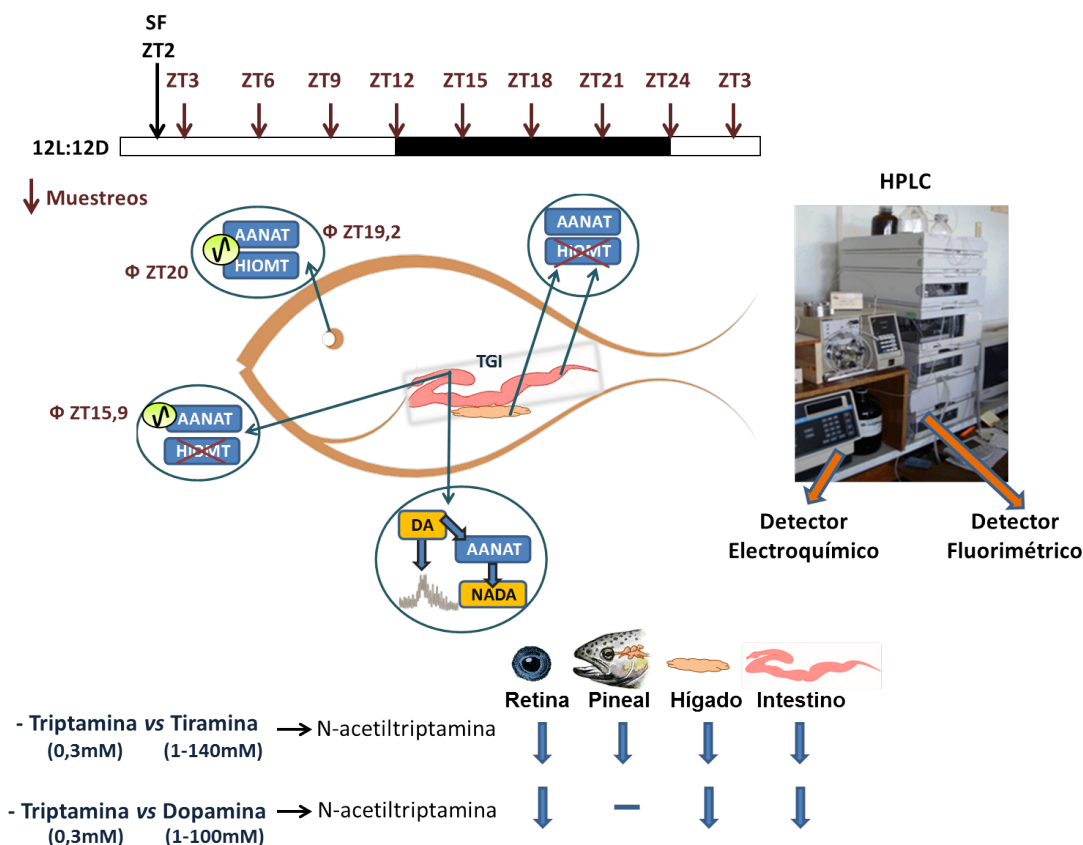 SF
ZT2
ZT3 ZT6 ZT9 ZT12 ZT15 ZT18 ZT21 ZT24 ZT3
12L:12D
Muestreos
HPLC
AANAT
HIOMT
Φ ZT19,2
Φ ZT20
AANAT
HIOMT
TGI
Φ ZT15,9
AANAT
HIOMT
DA
AANAT
NADA
Detector
Electroquímico
Detector
Fluorimétrico
Retina Pineal Hígado Intestino
- Triptamina vs Tiramina → N-acetiltriptamina
(0,3mM) (1-140mM)
- Triptamina vs Dopamina → N-acetiltriptamina
(0,3mM) (1-100mM)